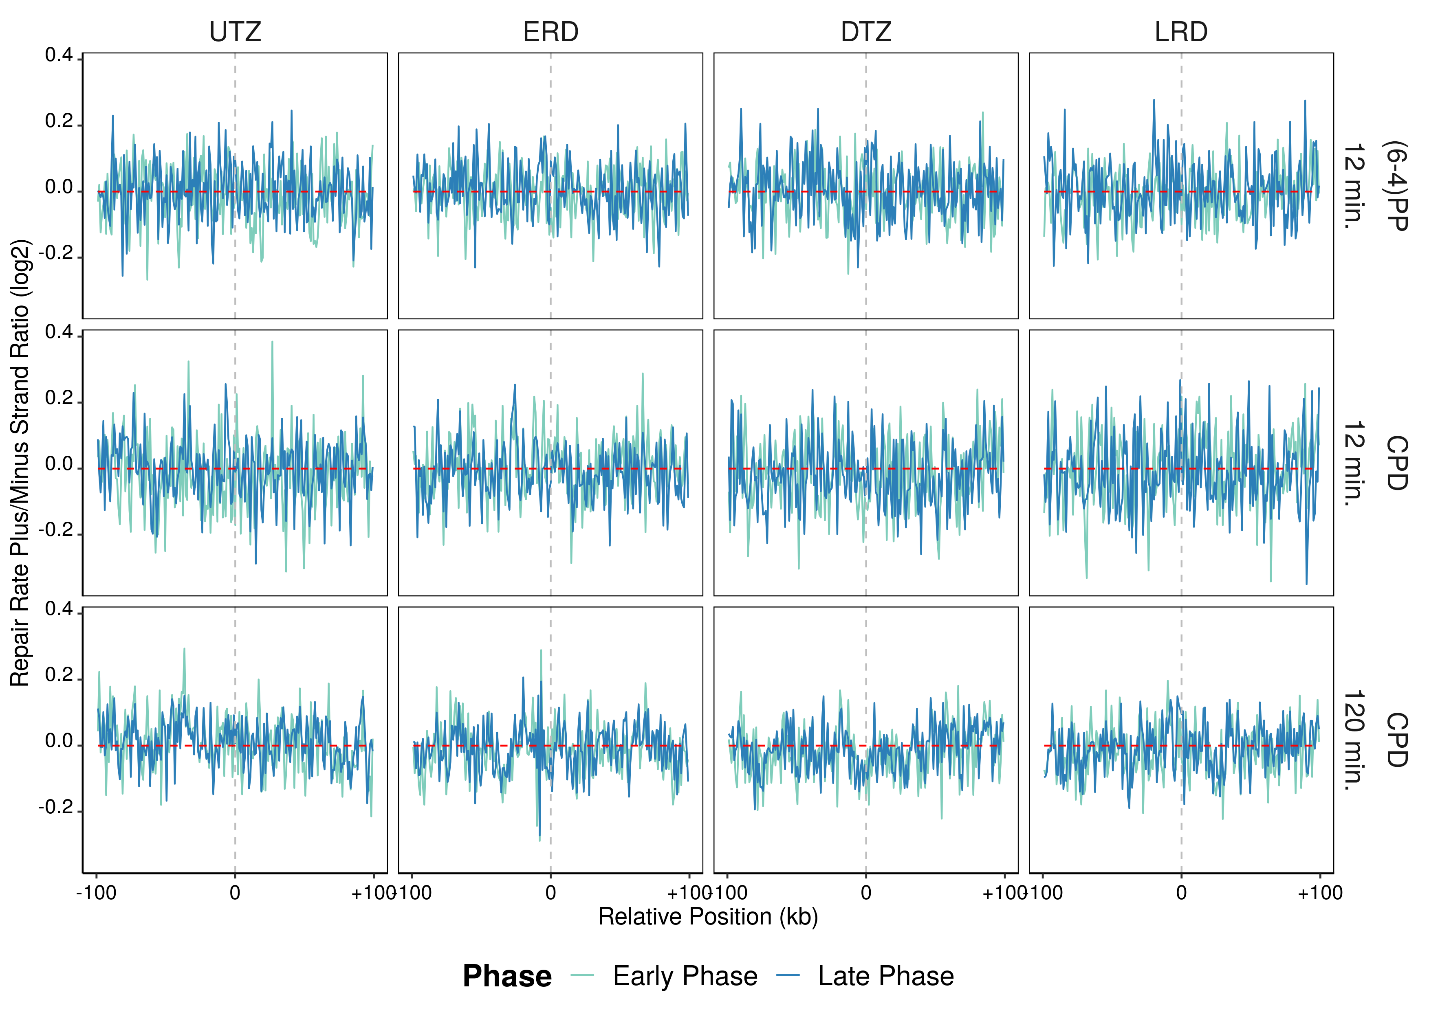 UTZ ERD DTZ LRD
0.4
0.2
0.0
-0.2
(6-4)PP
12 min.
0.4
0.2
0.0
-0.2
CPD
12 min.
0.4
0.2
0.0
-0.2
CPD
120 min.
Repair Rate Plus/Minus Strand Ratio (log2)
-100 0 +100 -100 0 +100 -100 0 +100 -100 0 +100
Relative Position (kb)
Phase Early Phase Late Phase